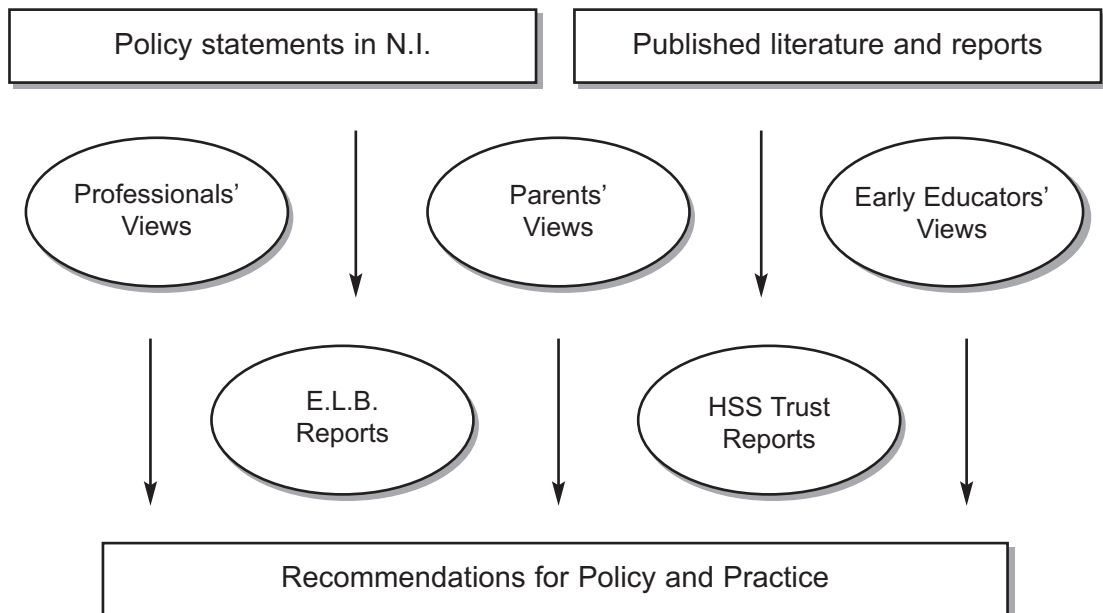 Policy statements in N.I.
Published literature and reports
Professionals’
Views
Parents’
Views
Early Educators’
Views
E.L.B.
Reports
HSS Trust
Reports
Recommendations for Policy and Practice